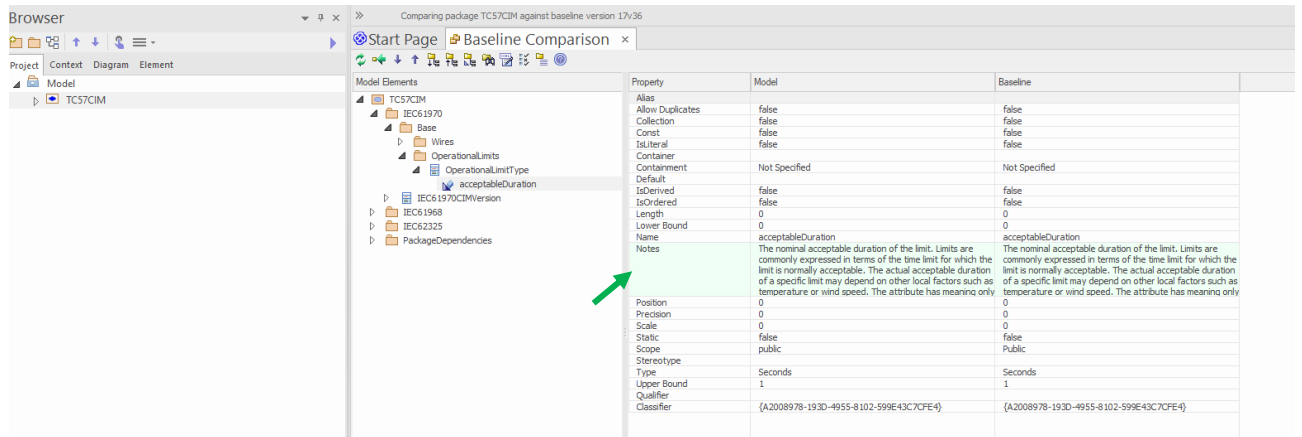 Browser
Comparing package TC57CIM against baseline version 17v36
Start Page Baseline Comparison ×
Project Context Diagram Element
Model
TC57CIM
Model Elements
TC57CIM
IEC61970
Base
Wires
OperationalLimits
OperationalLimitType
acceptableDuration
IEC61970CIMVersion
IEC61968
IEC62325
PackageDependencies
Property Model Baseline
Alias
Allow Duplicates false false
Collection false false
Const false false
IsLiteral false false
Container
Containment Not Specified Not Specified
Default
IsDerived false false
IsOrdered false false
Length 0 0
Lower Bound 0 0
Name acceptableDuration acceptableDuration
Notes The nominal acceptable duration of the limit. Limits are The nominal acceptable duration of the limit. Limits are
commonly expressed in terms of the time limit for which the commonly expressed in terms of the time limit for which the
limit is normally acceptable. The actual acceptable duration limit is normally acceptable. The actual acceptable duration
of a specific limit may depend on other local factors such as of a specific limit may depend on other local factors such as
temperature or wind speed. The attribute has meaning only temperature or wind speed. The attribute has meaning only
Position 0 0
Precision 0 0
Scale 0 0
Static false false
Scope public Public
Stereotype
Type Seconds Seconds
Upper Bound 1 1
Qualifier
Classifier {A2008978-193D-4955-8102-599E43C7CFE4} {A2008978-193D-4955-8102-599E43C7CFE4}